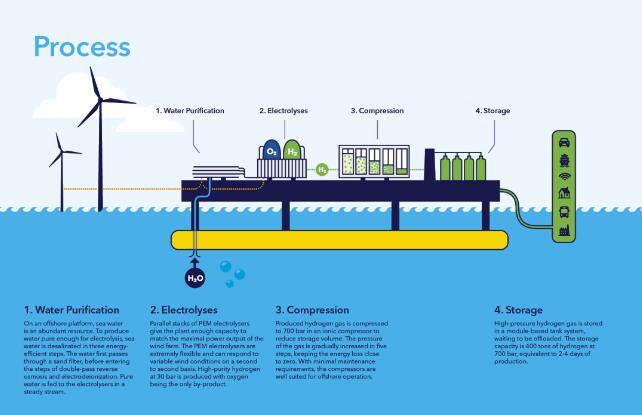 Process
1. Water Purification
2. Electrolyses
3. Compression
4. Storage
O₂
H₂
H₂
H₂O
1. Water Purification
On an offshore platform, sea water
is an abundant resource. To produce
water pure enough for electrolysis, sea
water is desalinated in three energy-
efficient steps. The water first passes
through a sand filter, before entering
the steps of double-pass reverse
osmosis and electrodeionization. Pure
water is fed to the electrolysers in a
steady stream.
2. Electrolyses
Parallel stacks of PEM electrolysers
give the plant enough capacity to
match the maximal power output of the
wind farm. The PEM electrolysers are
extremely flexible and can respond to
variable wind conditions on a second
to second basis. High-purity hydrogen
at 30 bar is produced with oxygen
being the only by-product.
3. Compression
Produced hydrogen gas is compressed
to 700 bar in an ionic compressor to
reduce storage volume. The pressure
of the gas is gradually increased in five
steps, keeping the energy loss close
to zero. With minimal maintenance
requirements, the compressors are
well suited for offshore operation.
4. Storage
High-pressure hydrogen gas is stored
in a module-based tank system,
waiting to be offloaded. The storage
capacity is 400 tons of hydrogen at
700 bar, equivalent to 2-4 days of
production.